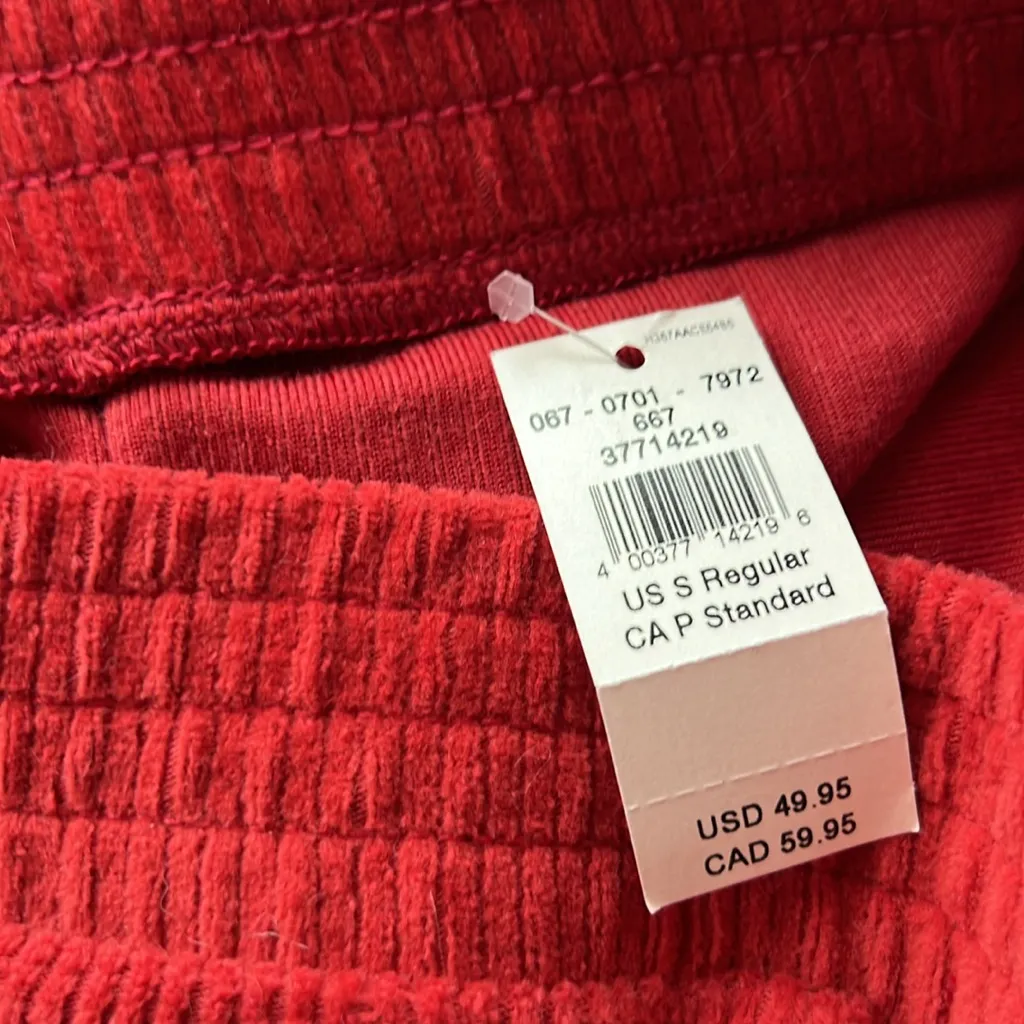 067 - 0701 - 7972
667
37714219
4 00377 14219 6
US S Regular
CA P Standard
USD 49.95
CAD 59.95